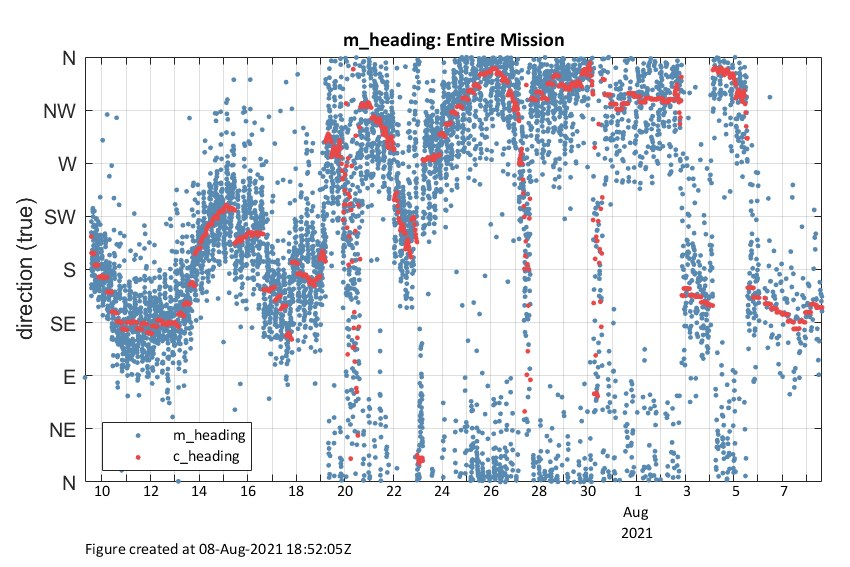 m_heading: Entire Mission
direction (true)
N
NW
W
SW
S
SE
E
NE
N
m_heading
c_heading
10 12 14 16 18 20 22 24 26 28 30 1 3 5 7
Aug
2021
Figure created at 08-Aug-2021 18:52:05Z